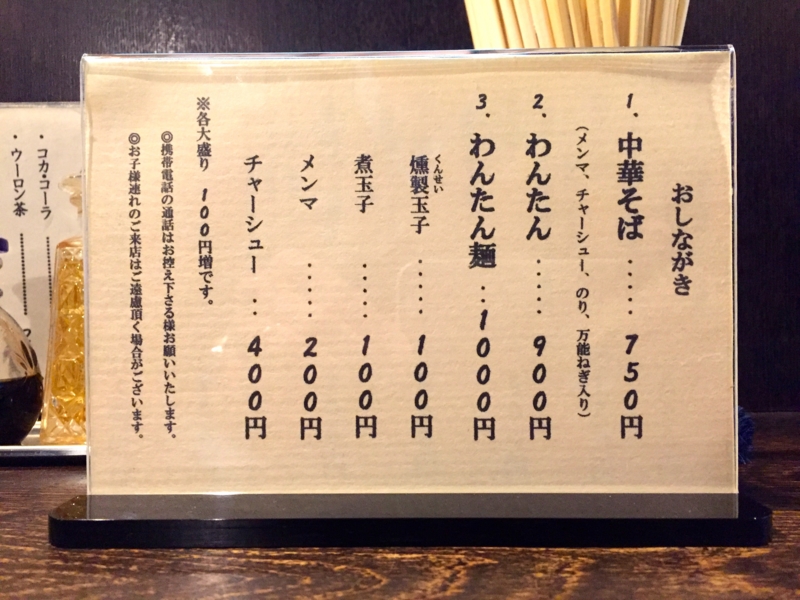 おしながき
1. 中華そば ・・・・・ 750円
（メンマ、チャーシュー、のり、万能ねぎ入り）
2. わんたん ・・・・・ 900円
3. わんたん麺 ・・ 1000円
くんせい
燻製玉子 ・・・・・ 100円
煮玉子 ・・・・・ 100円
メンマ ・・・・・ 200円
チャーシュー ・・ 400円
※各大盛り 100円増です。
◎携帯電話の通話はお控え下さる様お願いいたします。
◎お子様連れのご来店はご遠慮頂く場合がございます。
・コカ・コーラ
・ウーロン茶